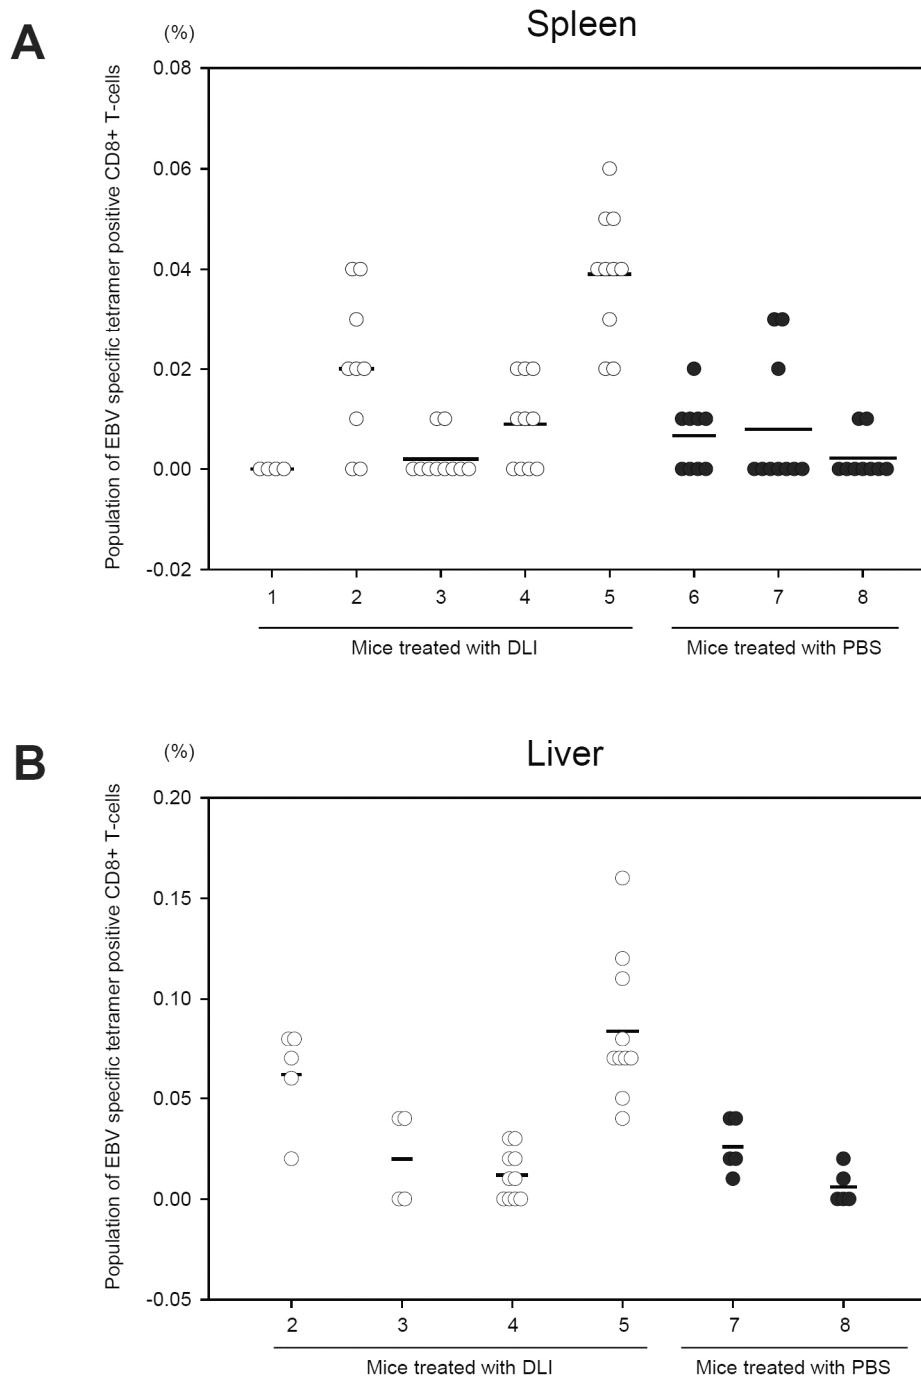 A
(%)
Spleen
Population of EBV specific tetramer positive CD8+ T-cells
0.08
0.06
0.04
0.02
0.00
-0.02
1 2 3 4 5 6 7 8
Mice treated with DLI Mice treated with PBS
B
(%)
Liver
Population of EBV specific tetramer positive CD8+ T-cells
0.20
0.15
0.10
0.05
0.00
-0.05
2 3 4 5 7 8
Mice treated with DLI Mice treated with PBS